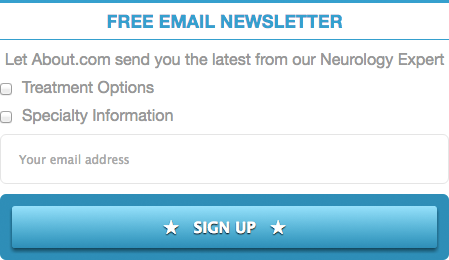 FREE EMAIL NEWSLETTER
Let About.com send you the latest from our Neurology Expert
Treatment Options
Specialty Information
Your email address
★ SIGN UP ★